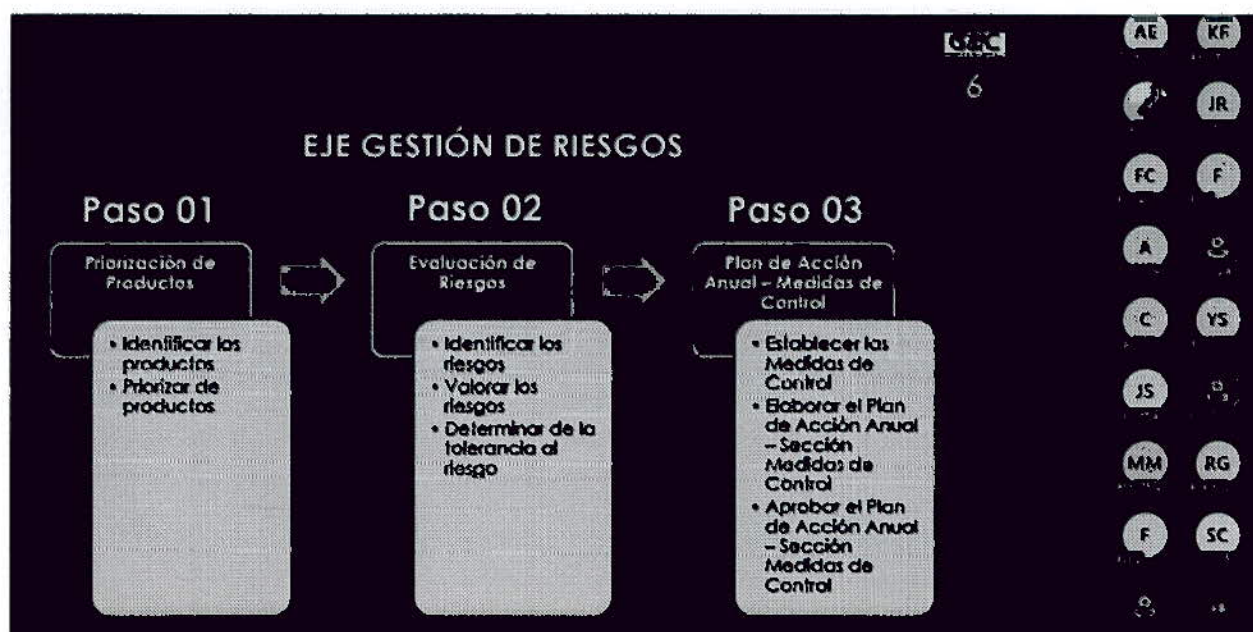 6
EJE GESTIÓN DE RIESGOS
Paso 01
Priorización de
Productos
• Identificar los
productos
• Priorizar de
productos
Paso 02
Evaluación de
Riesgos
• Identificar los
riesgos
• Valorar los
riesgos
• Determinar de la
tolerancia al
riesgo
Paso 03
Plan de Acción
Anual – Medidas de
Control
• Establecer las
Medidas de
Control
• Elaborar el Plan
de Acción Anual
– Sección
Medidas de
Control
• Aprobar el Plan
de Acción Anual
– Sección
Medidas de
Control
AE KF
JR
FC F
A
C YS
JS
MM RG
F SC